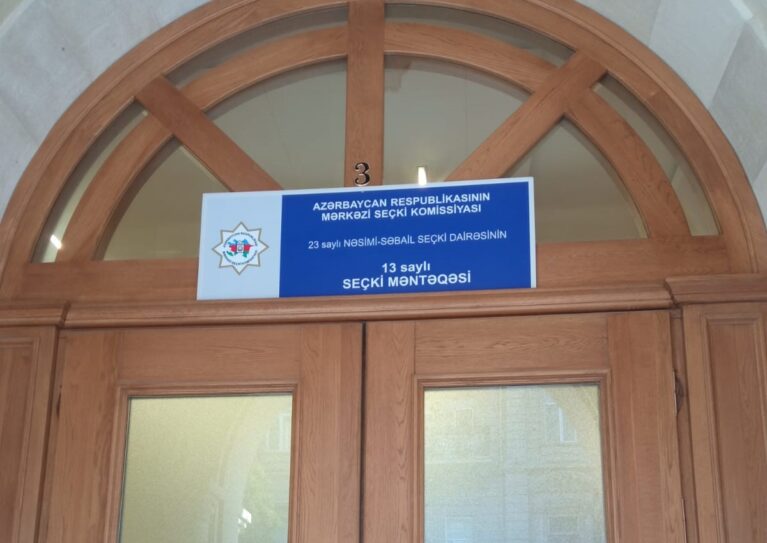 3
AZƏRBAYCAN RESPUBLİKASININ
MƏRKƏZİ SEÇKİ KOMİSSİYASI
23 saylı NƏSİMİ-SƏBAİL SEÇKİ DAİRƏSİNİN
13 saylı
SEÇKİ MƏNTƏQƏSİ